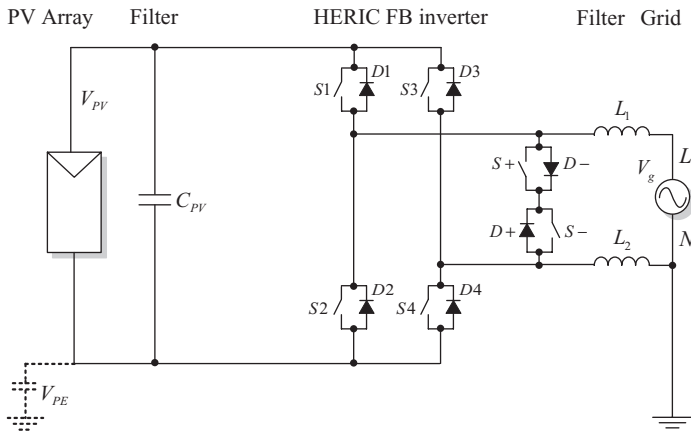 PV Array Filter HERIC FB inverter Filter Grid
V_PV
S1 D1 S3 D3
L_1
S+ D− V_g L
C_PV
D+ S− N
L_2
S2 D2 S4 D4
V_PE